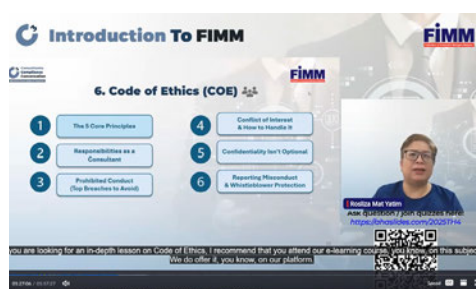 Introduction To FIMM
FIMM
FIMM
6. Code of Ethics (COE)
1
The 5 Core Principles
2
Responsibilities as a
Consultant
3
Prohibited Conduct
(Top Breaches to Avoid)
4
Conflict of Interest
& How to Handle It
5
Confidentiality Isn't Optional
6
Reporting Misconduct
& Whistleblower Protection
Rosliza Mat Yatim
Ask question / join quizzes here:
https://bhaslides.com/2025TH4
you are looking for an in-depth lesson on Code of Ethics, I recommend that you attend our e-learning course, you know, on this subject
We do offer it, you know, on our platform.